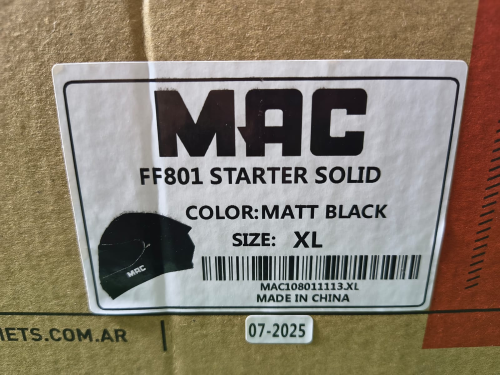 MAC
FF801 STARTER SOLID
COLOR:MATT BLACK
SIZE: XL
MAC
MAC108011113.XL
MADE IN CHINA
IETS.COM.AR
07-2025